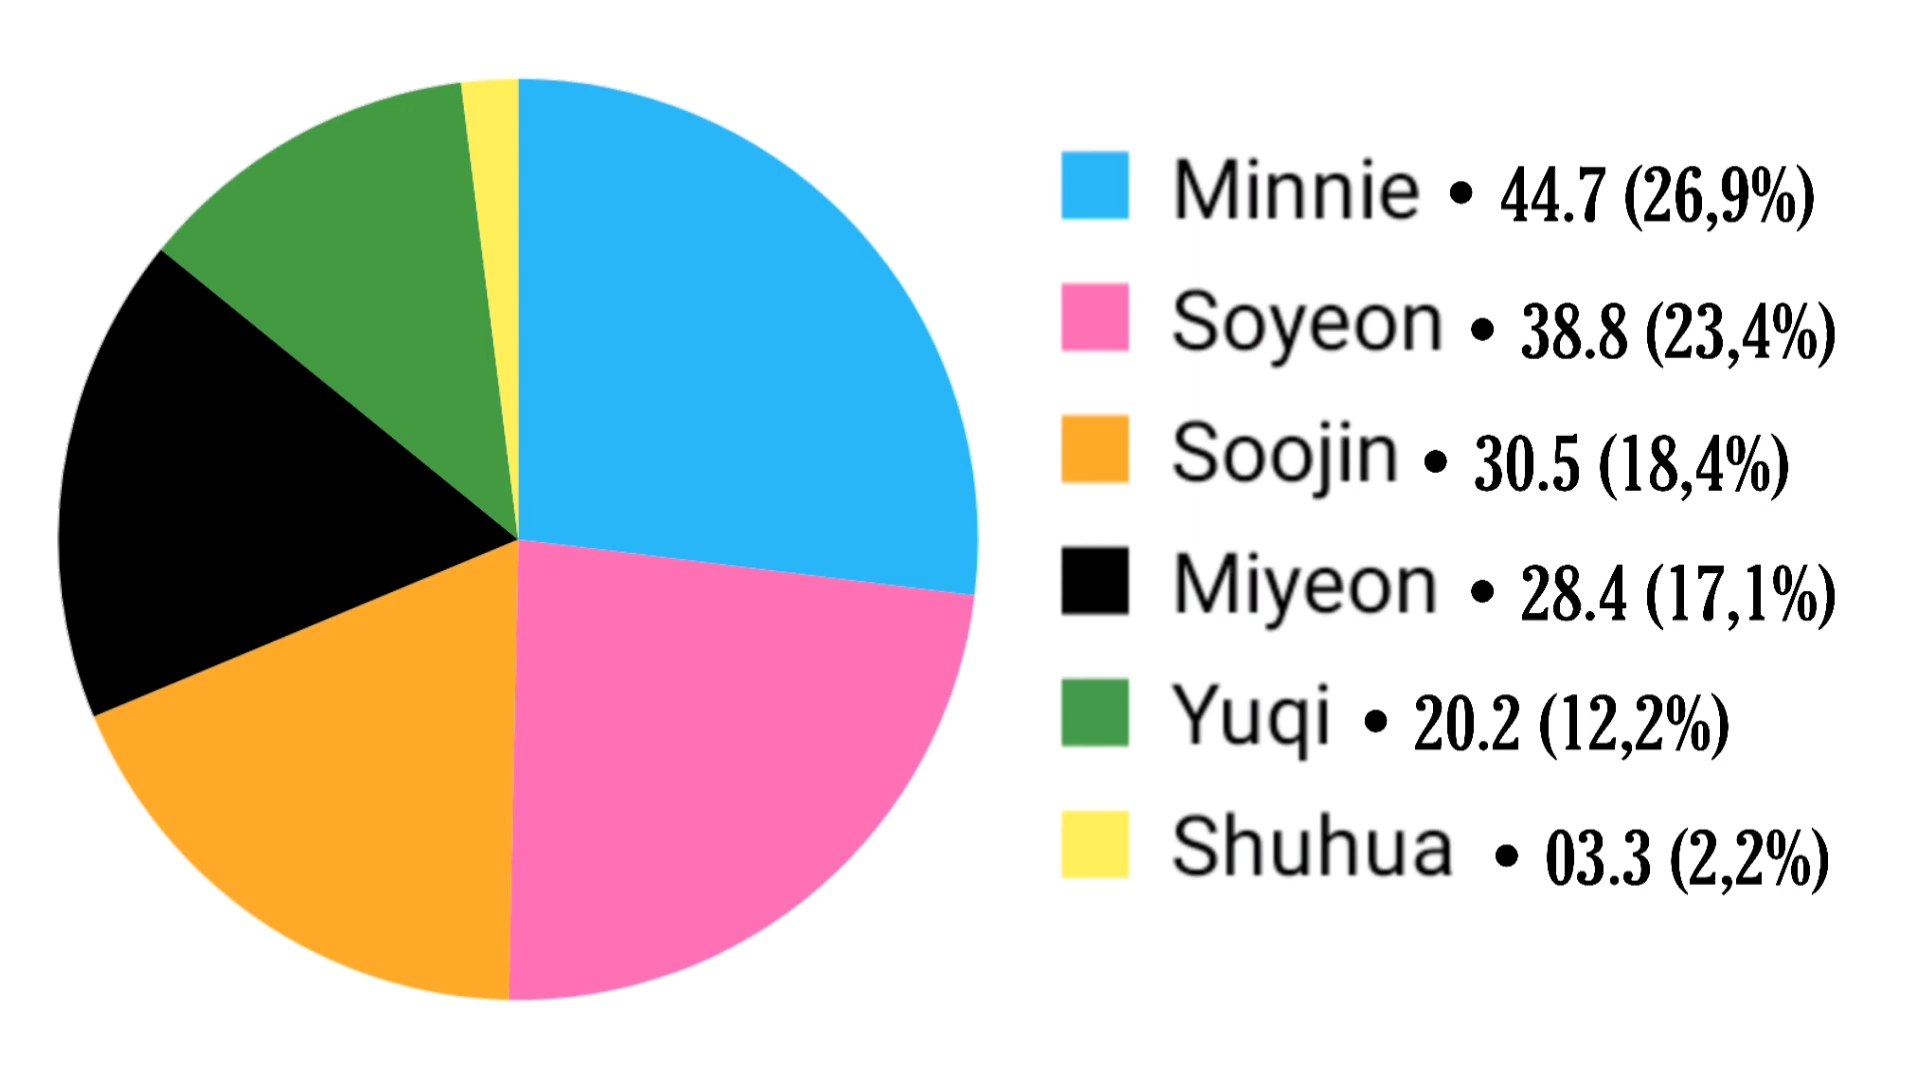 Minnie • 44.7 (26,9%)
Soyeon • 38.8 (23,4%)
Soojin • 30.5 (18,4%)
Miyeon • 28.4 (17,1%)
Yuqi • 20.2 (12,2%)
Shuhua • 03.3 (2,2%)